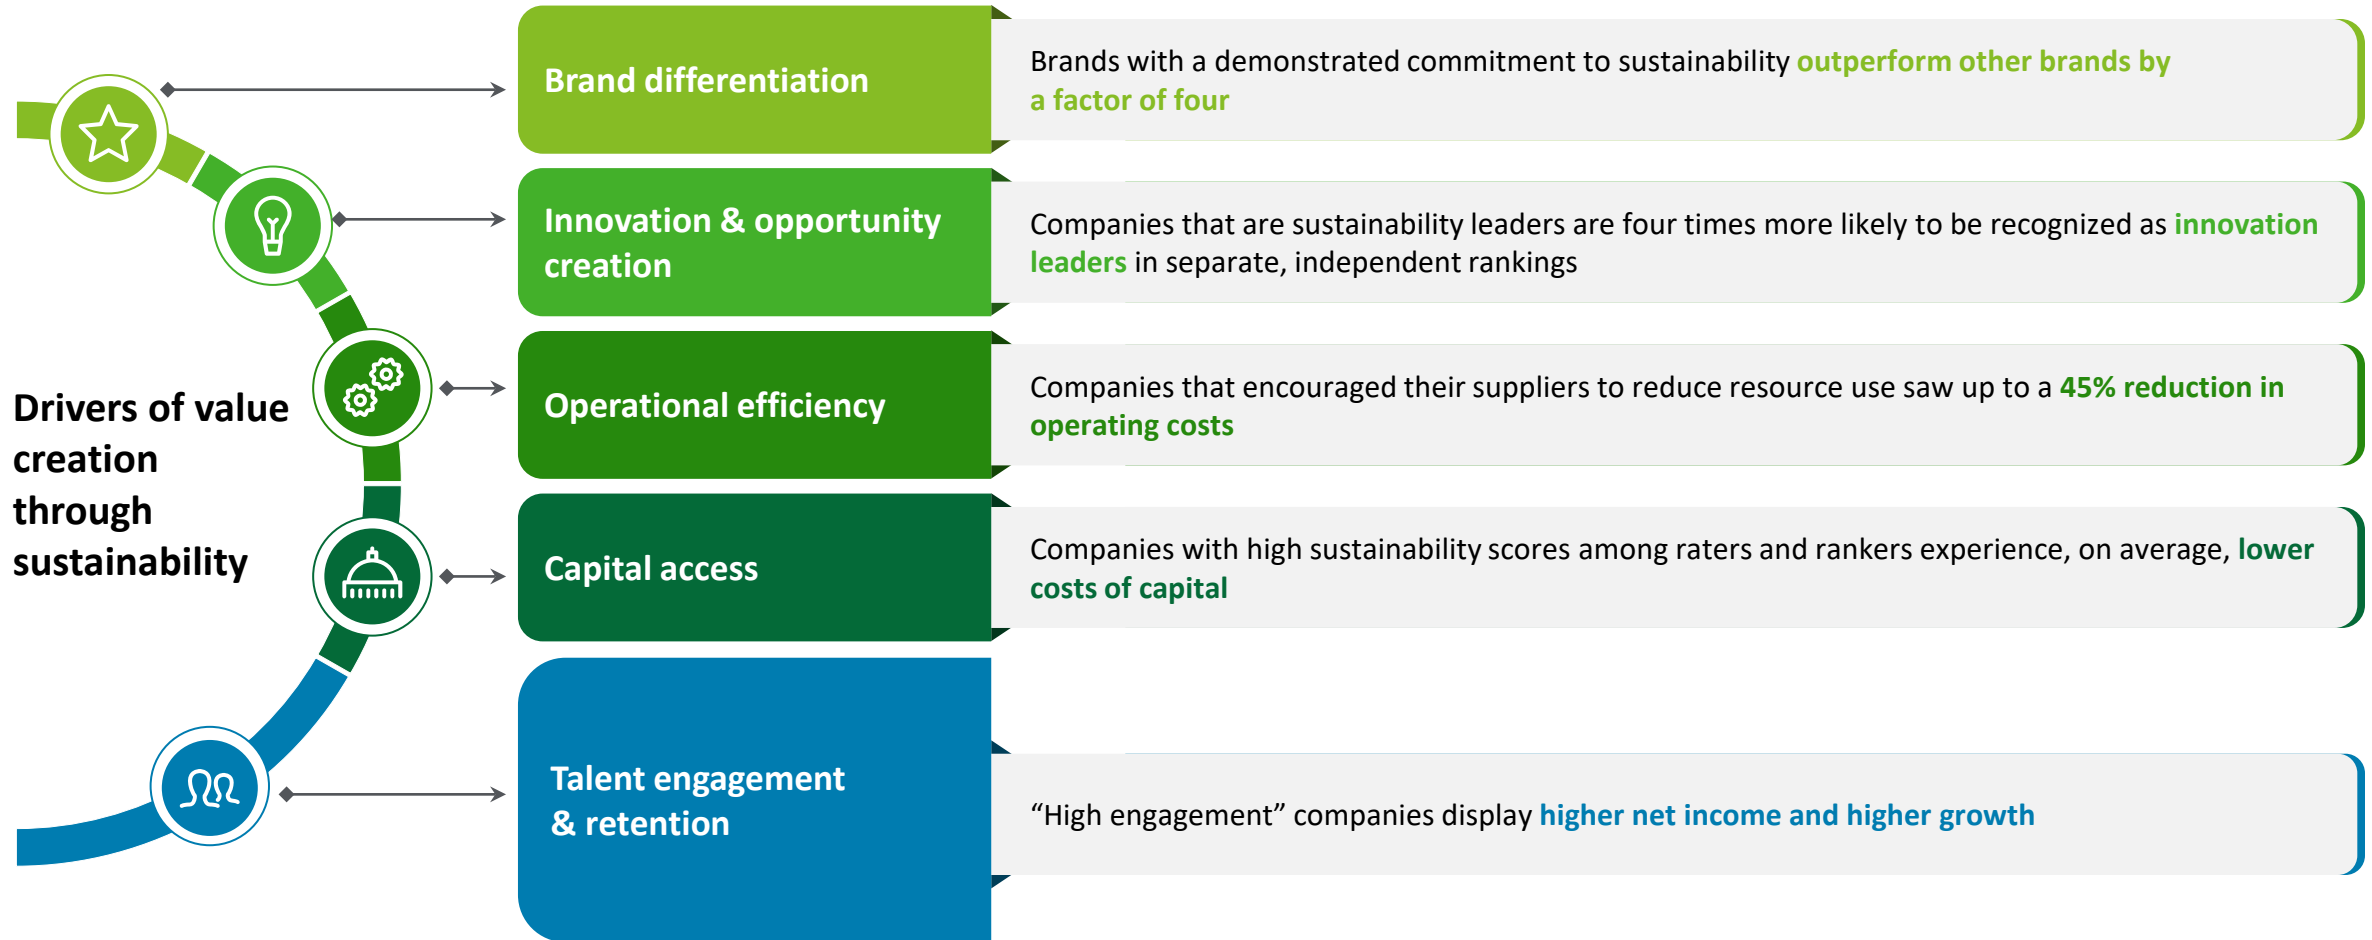 Drivers of value
creation
through
sustainability
Brand differentiation
Brands with a demonstrated commitment to sustainability outperform other brands by
a factor of four
Innovation & opportunity
creation
Companies that are sustainability leaders are four times more likely to be recognized as innovation
leaders in separate, independent rankings
Operational efficiency
Companies that encouraged their suppliers to reduce resource use saw up to a 45% reduction in
operating costs
Capital access
Companies with high sustainability scores among raters and rankers experience, on average, lower
costs of capital
Talent engagement
& retention
“High engagement” companies display higher net income and higher growth